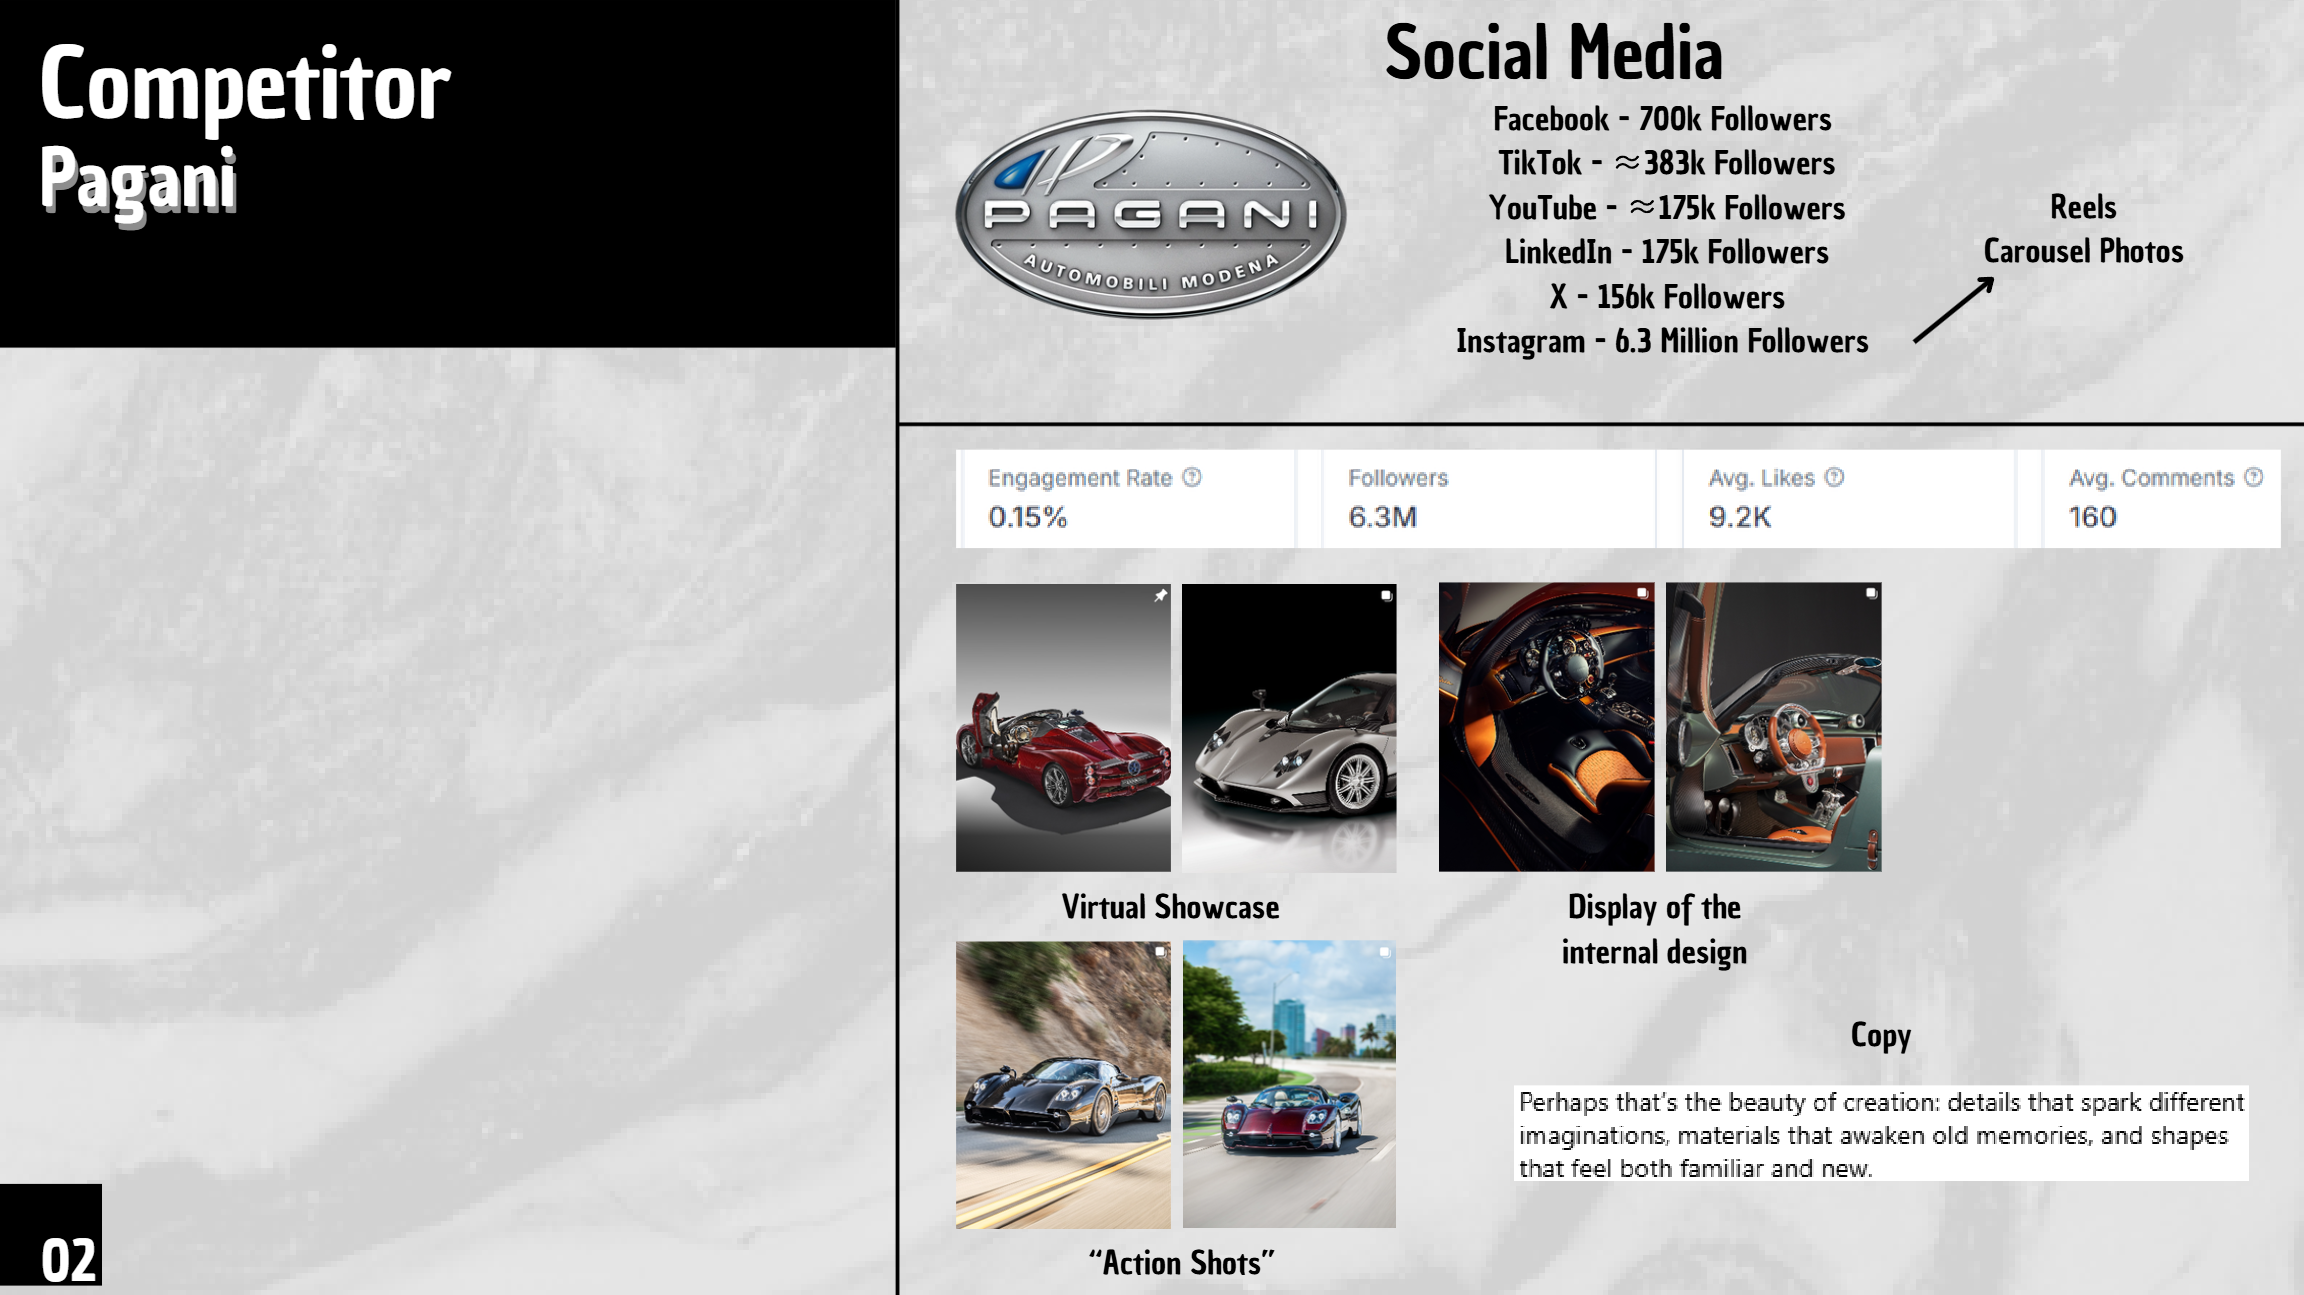 Competitor
Pagani
02
Social Media
PAGANI
AUTOMOBILI MODENA
Facebook - 700k Followers
TikTok - ≈383k Followers
YouTube - ≈175k Followers
LinkedIn - 175k Followers
X - 156k Followers
Instagram - 6.3 Million Followers
Reels
Carousel Photos
Engagement Rate
0.15%
Followers
6.3M
Avg. Likes
9.2K
Avg. Comments
160
Virtual Showcase
Display of the
internal design
"Action Shots"
Copy
Perhaps that's the beauty of creation: details that spark different
imaginations, materials that awaken old memories, and shapes
that feel both familiar and new.